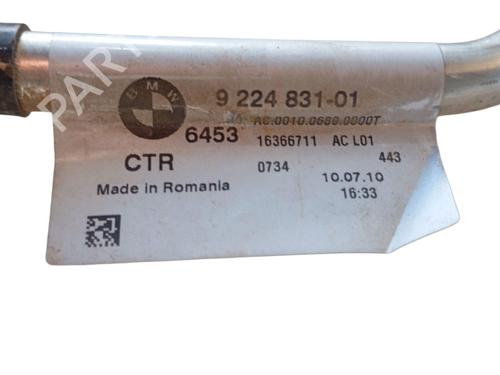 BMW
9 224 831-01
AC.0010.0680.0000T
6453
16366711 AC L01
CTR
0734
443
Made in Romania
10.07.10
16:33